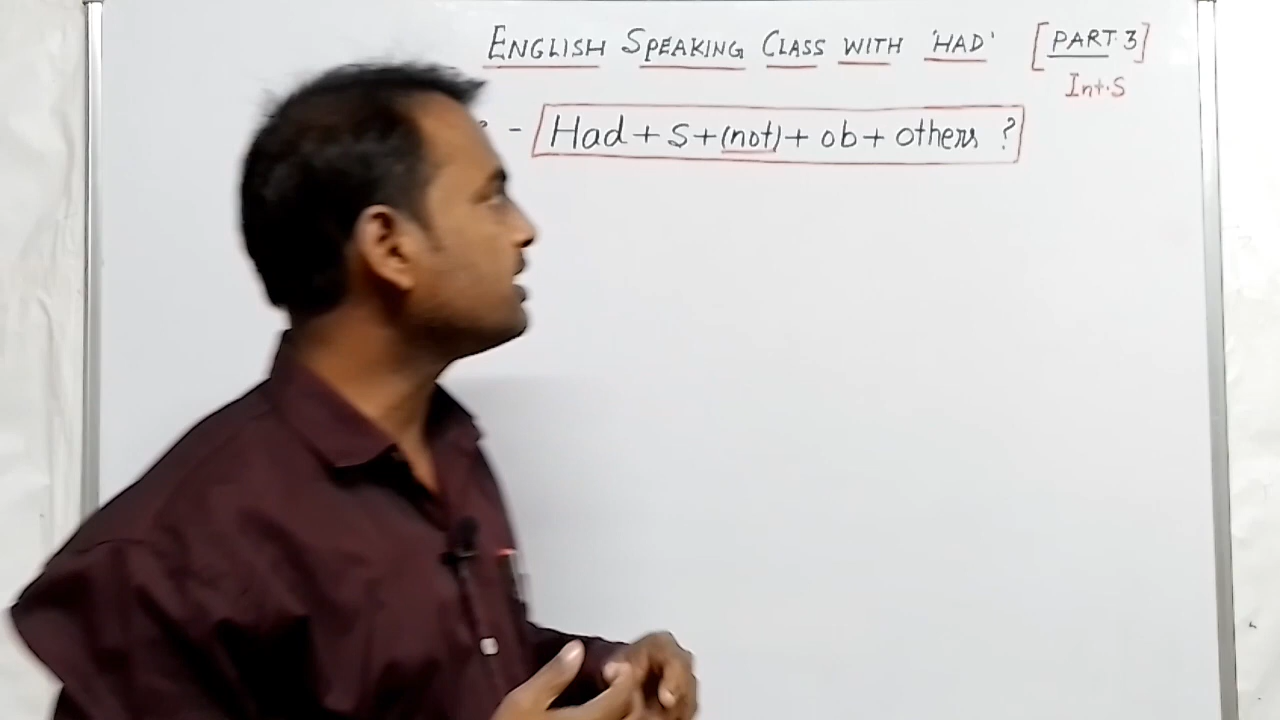 ENGLISH SPEAKING CLASS WITH 'HAD' [PART-3]
Int.S
- Had + S + (not) + ob + others ?